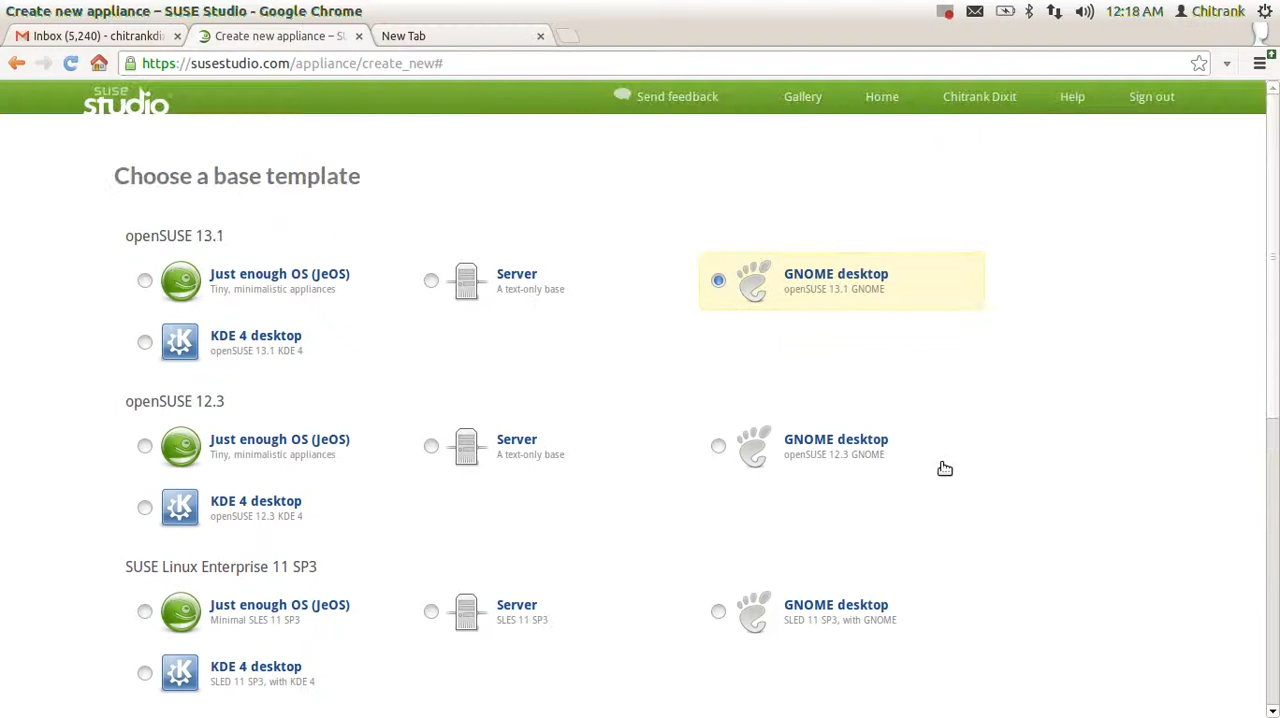 Create new appliance – SUSE Studio - Google Chrome
12:18 AM Chitrank
Inbox (5,240) - chitrankdi
Create new appliance – SU
New Tab
https://susestudio.com/appliance/create_new#
suse studio
Send feedback Gallery Home Chitrank Dixit Help Sign out
Choose a base template
openSUSE 13.1
Just enough OS (JeOS)
Tiny, minimalistic appliances
Server
A text-only base
GNOME desktop
openSUSE 13.1 GNOME
KDE 4 desktop
openSUSE 13.1 KDE 4
openSUSE 12.3
Just enough OS (JeOS)
Tiny, minimalistic appliances
Server
A text-only base
GNOME desktop
openSUSE 12.3 GNOME
KDE 4 desktop
openSUSE 12.3 KDE 4
SUSE Linux Enterprise 11 SP3
Just enough OS (JeOS)
Minimal SLES 11 SP3
Server
SLES 11 SP3
GNOME desktop
SLED 11 SP3, with GNOME
KDE 4 desktop
SLED 11 SP3, with KDE 4